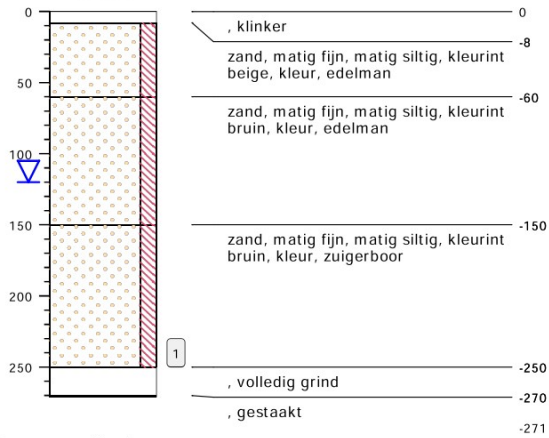 0
50
100
150
200
250
1
0
, klinker
-8
zand, matig fijn, matig siltig, kleurint
beige, kleur, edelman
-60
zand, matig fijn, matig siltig, kleurint
bruin, kleur, edelman
-150
zand, matig fijn, matig siltig, kleurint
bruin, kleur, zuigerboor
-250
, volledig grind
-270
, gestaakt
-271